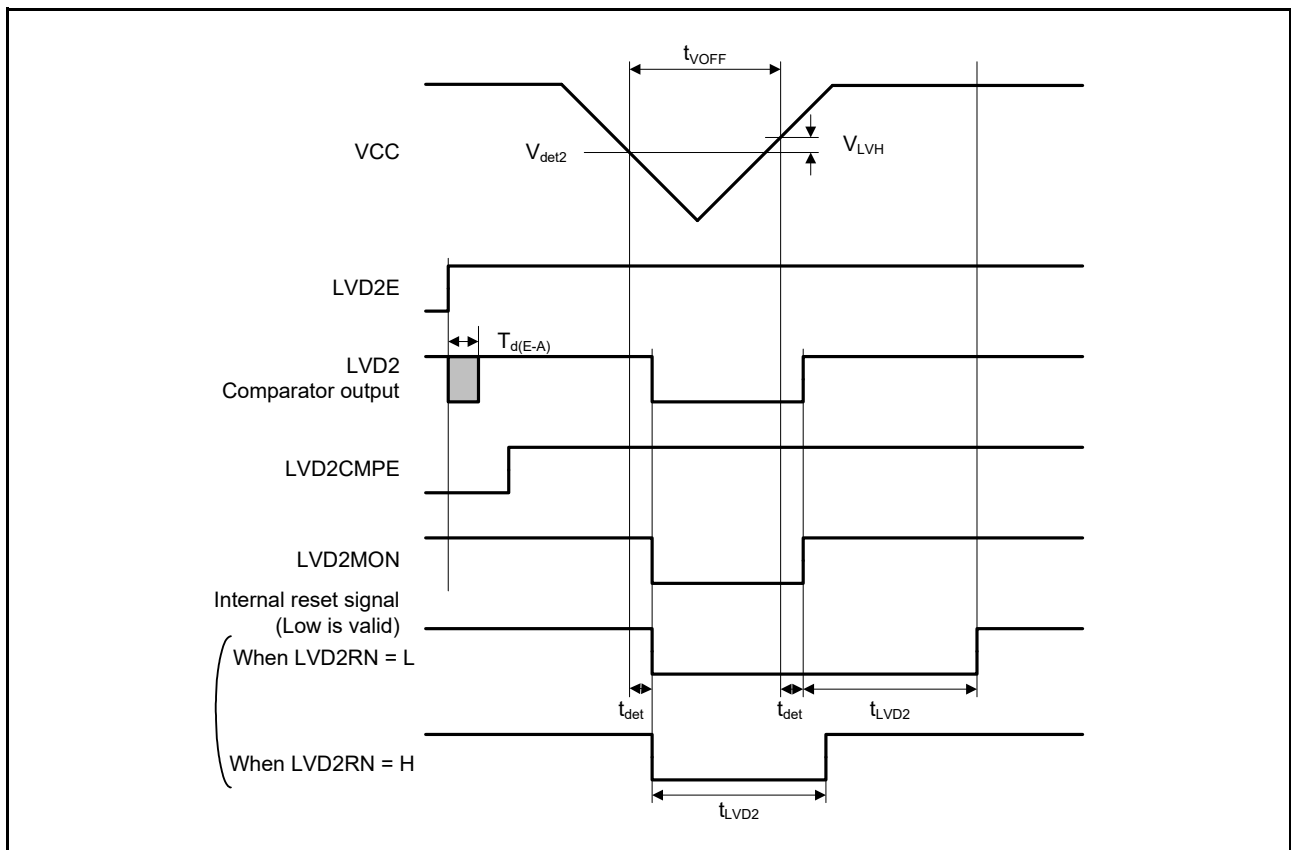 tVOFF
VCC
Vdet2
VLVH
LVD2E
Td(E-A)
LVD2
Comparator output
LVD2CMPE
LVD2MON
Internal reset signal
(Low is valid)
When LVD2RN = L
tdet
tdet
tLVD2
When LVD2RN = H
tLVD2